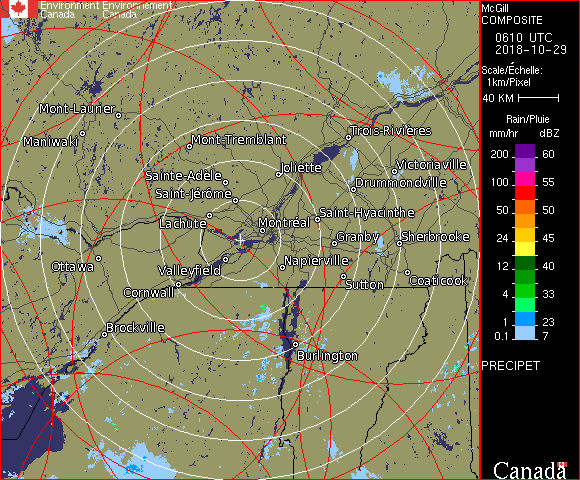 Environment Environnement
Canada Canada
Mont-Laurier
Maniwaki
Mont-Tremblant
Trois-Rivières
Sainte-Adèle
Joliette
Victoriaville
Saint-Jérôme
Drummondville
Lachute
Montréal
Saint-Hyacinthe
Granby
Sherbrooke
Ottawa
Valleyfield
Napierville
Cornwall
Sutton
Coaticook
Brockville
Burlington
McGill
COMPOSITE
0610 UTC
2018-10-29
Scale/Échelle:
1km/Pixel
40 KM
Rain/Pluie
mm/hr dBZ
200 60
150 57
100 55
50 50
24 45
12 40
4 33
1 23
0.1 7
PRECIPET
Canada